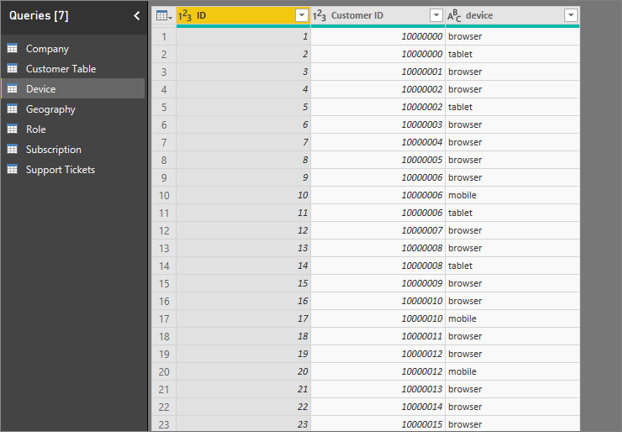 Queries [7]
Company
Customer Table
Device
Geography
Role
Subscription
Support Tickets
1 2 3 ID 1 2 3 Customer ID A B C device
1 1 10000000 browser
2 2 10000000 tablet
3 3 10000001 browser
4 4 10000002 browser
5 5 10000002 tablet
6 6 10000003 browser
7 7 10000004 browser
8 8 10000005 browser
9 9 10000006 browser
10 10 10000006 mobile
11 11 10000006 tablet
12 12 10000007 browser
13 13 10000008 browser
14 14 10000008 tablet
15 15 10000009 browser
16 16 10000010 browser
17 17 10000010 mobile
18 18 10000011 browser
19 19 10000012 browser
20 20 10000012 mobile
21 21 10000013 browser
22 22 10000014 browser
23 23 10000015 browser